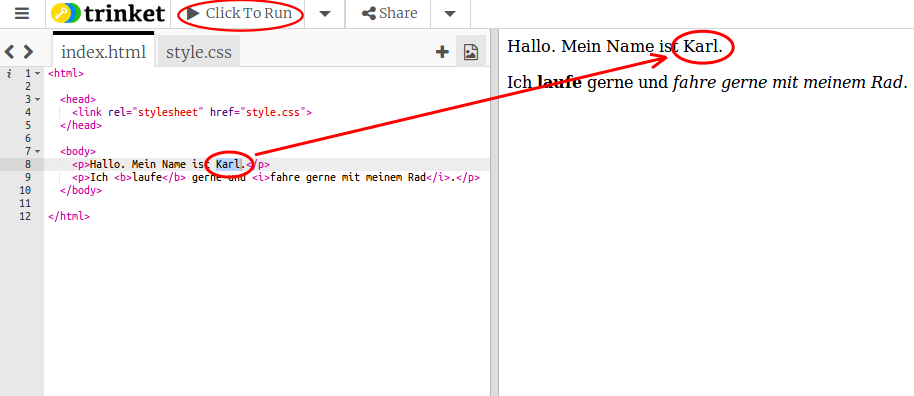 trinket Click To Run Share
index.html style.css
i 1 <html>
2
3 <head>
4 <link rel="stylesheet" href="style.css">
5 </head>
6
7 <body>
8 <p>Hallo. Mein Name ist Karl.</p>
9 <p>Ich <b>laufe</b> gerne und <i>fahre gerne mit meinem Rad</i>.</p>
10 </body>
11
12 </html>
Hallo. Mein Name ist Karl.
Ich laufe gerne und fahre gerne mit meinem Rad.